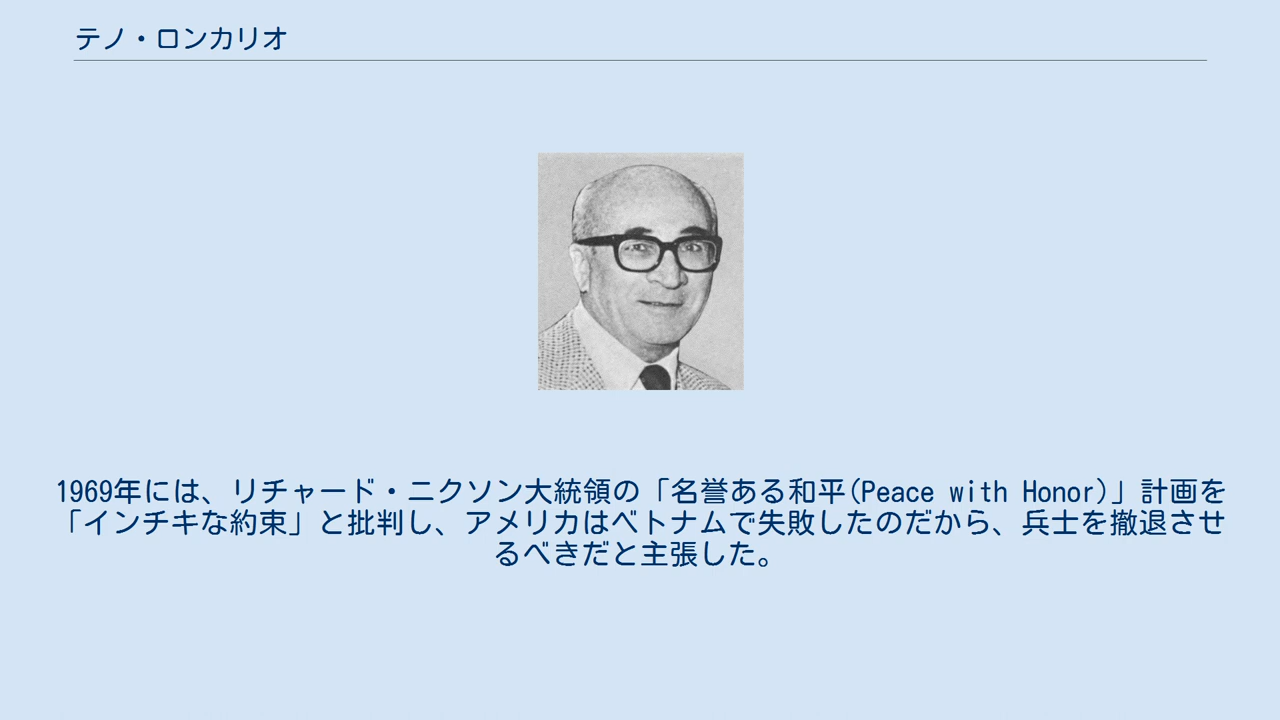 テノ・ロンカリオ
1969年には、リチャード・ニクソン大統領の「名誉ある和平(Peace with Honor)」計画を
「インチキな約束」と批判し、アメリカはベトナムで失敗したのだから、兵士を撤退させ
るべきだと主張した。